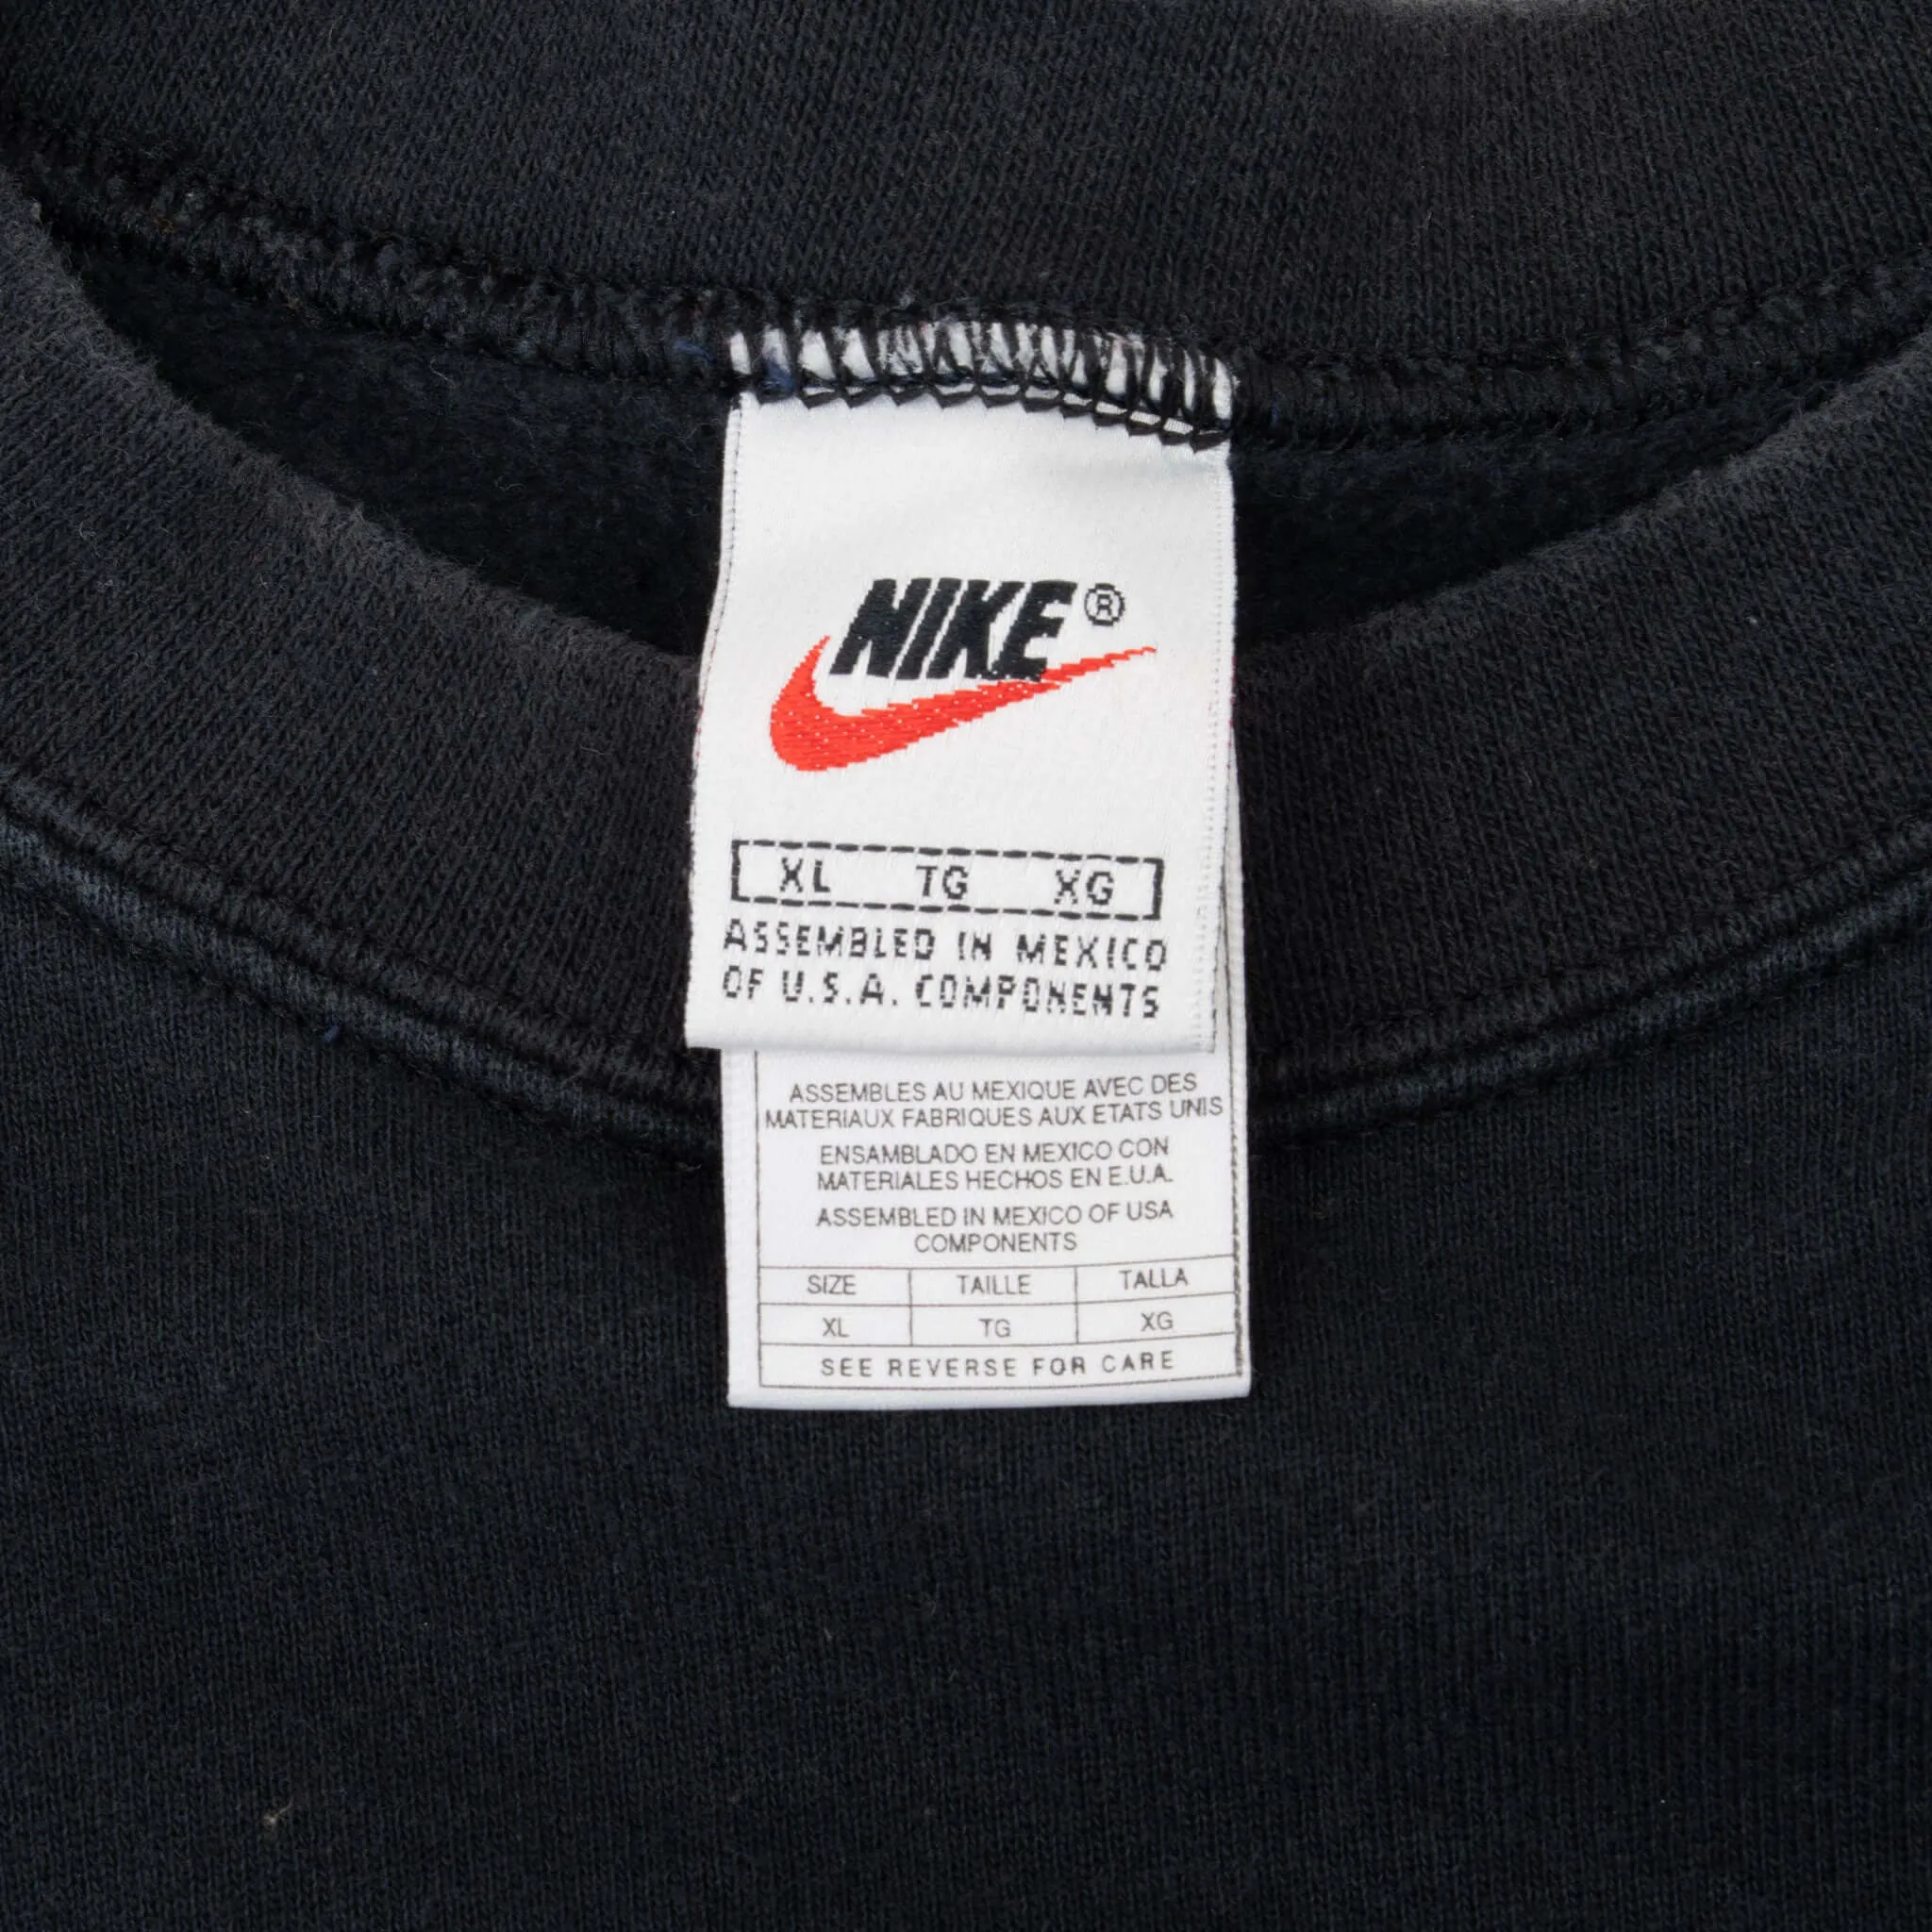 NIKE®
XL TG XG
ASSEMBLED IN MEXICO
OF U.S.A. COMPONENTS
ASSEMBLES AU MEXIQUE AVEC DES
MATERIAUX FABRIQUES AUX ETATS UNIS
ENSAMBLADO EN MEXICO CON
MATERIALES HECHOS EN E.U.A.
ASSEMBLED IN MEXICO OF USA
COMPONENTS
SIZE TAILLE TALLA
XL TG XG
SEE REVERSE FOR CARE